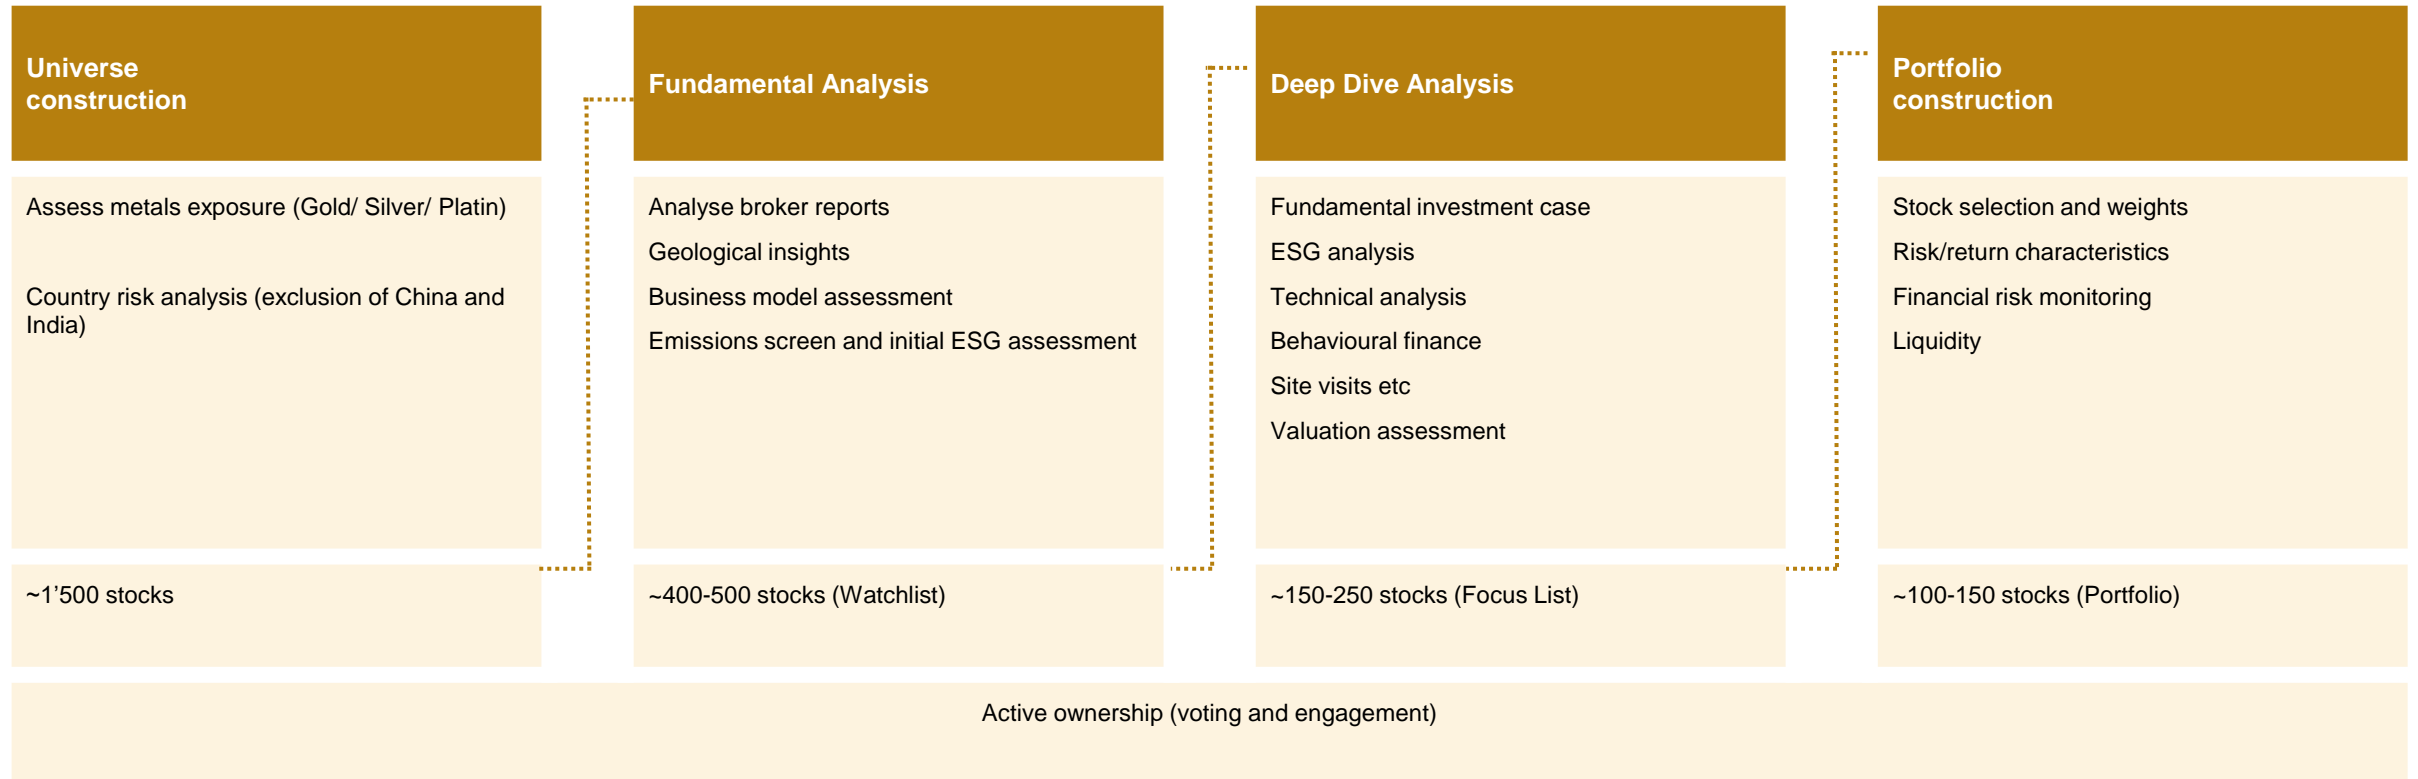 Universe
construction
Fundamental Analysis
Deep Dive Analysis
Portfolio
construction
Assess metals exposure (Gold/ Silver/ Platin)
Country risk analysis (exclusion of China and
India)
Analyse broker reports
Geological insights
Business model assessment
Emissions screen and initial ESG assessment
Fundamental investment case
ESG analysis
Technical analysis
Behavioural finance
Site visits etc
Valuation assessment
Stock selection and weights
Risk/return characteristics
Financial risk monitoring
Liquidity
~1’500 stocks
~400-500 stocks (Watchlist)
~150-250 stocks (Focus List)
~100-150 stocks (Portfolio)
Active ownership (voting and engagement)